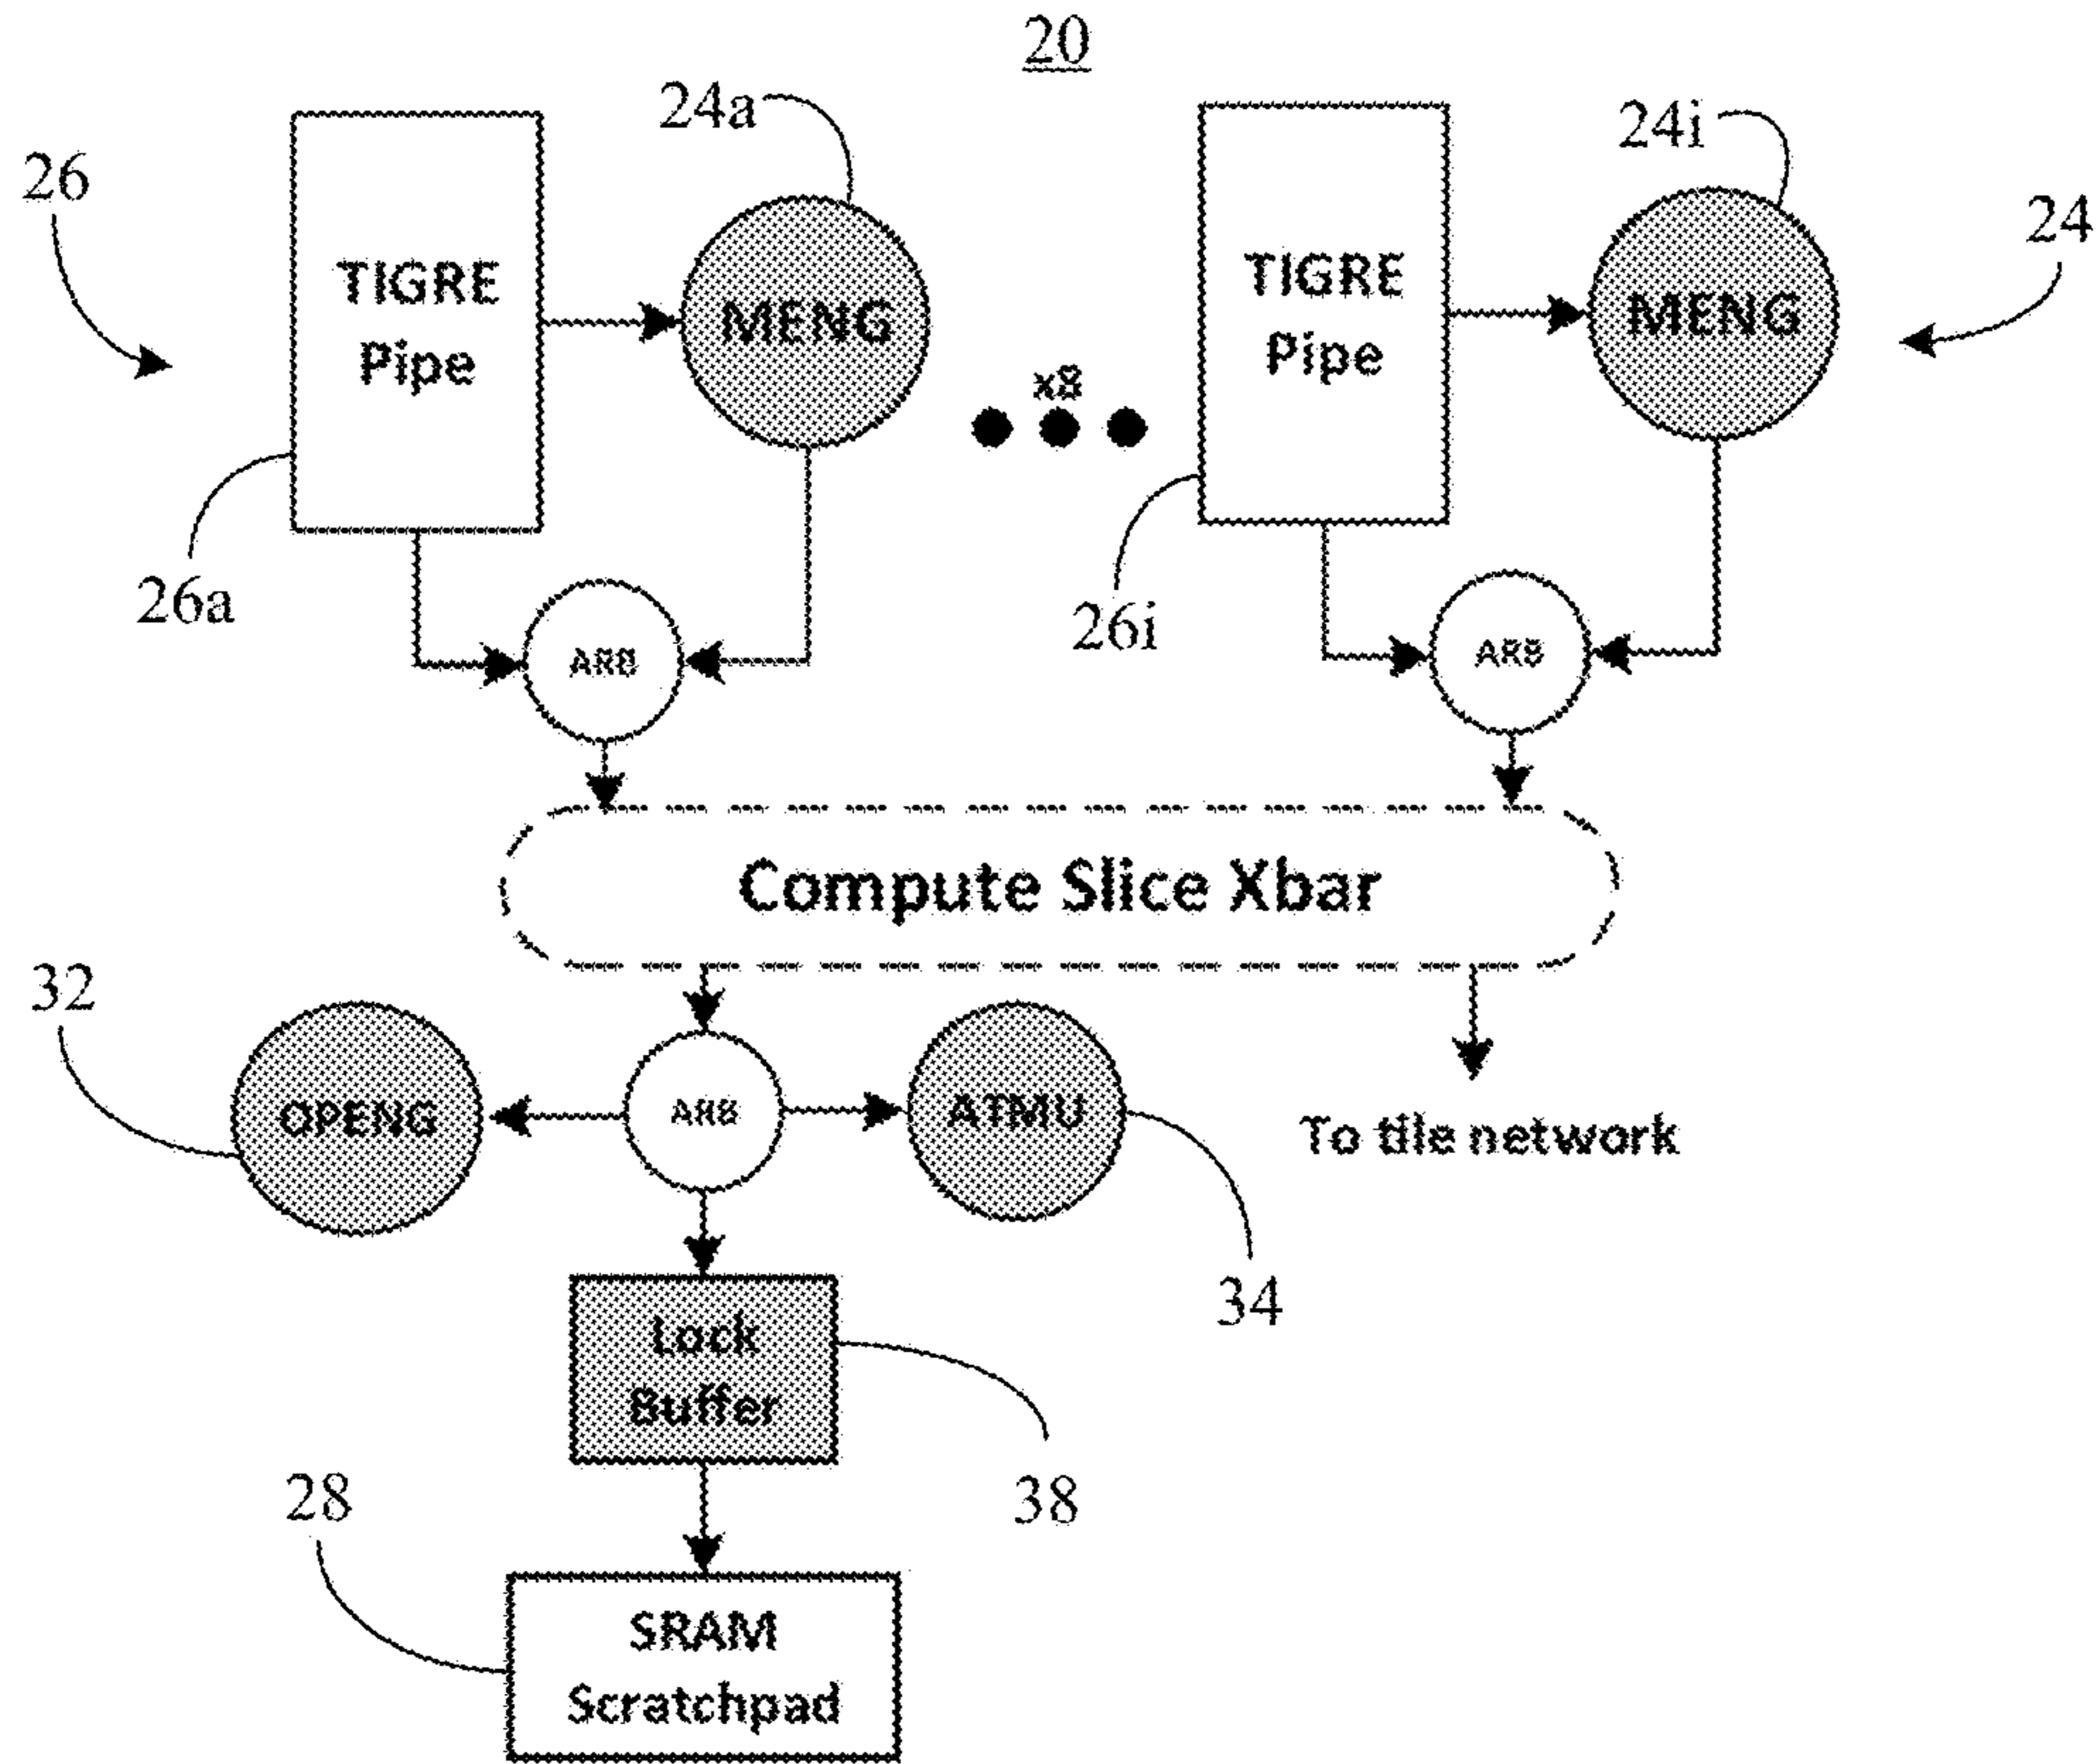 20
24a
24i
26
24
TIGRE
Pipe
MENG
TIGRE
Pipe
MENG
x8
26a
26i
ARB
ARB
Compute Slice Xbar
32
OPENG
ARB
ATMU
To tile network
34
Lock
Buffer
28
38
SRAM
Scratchpad